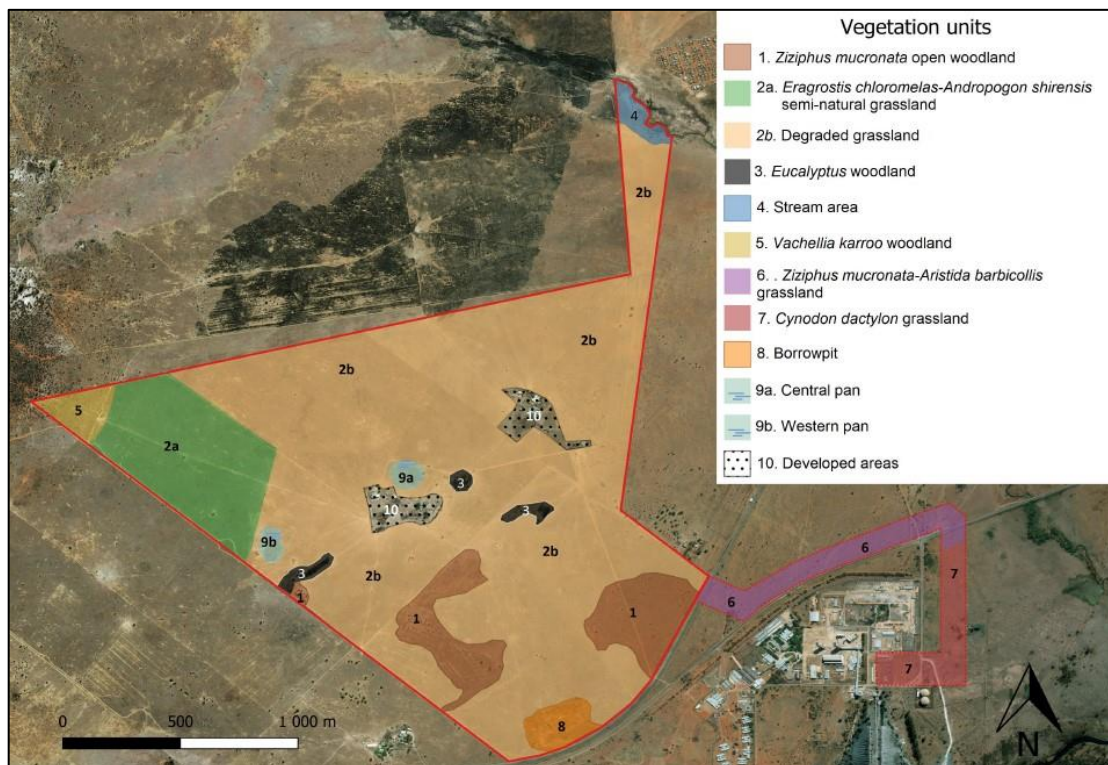 Vegetation units
1. Ziziphus mucronata open woodland
2a. Eragrostis chloromelas-Andropogon shirensis
semi-natural grassland
2b. Degraded grassland
3. Eucalyptus woodland
4. Stream area
5. Vachellia karroo woodland
6. . Ziziphus mucronata-Aristida barbicollis
grassland
7. Cynodon dactylon grassland
8. Borrowpit
9a. Central pan
9b. Western pan
10. Developed areas
4
2b
2b
2b
5
2a
10
9a
3
10
3
9b
2b
3
2b
1
1
1
6
6
7
7
8
0 500 1 000 m
N